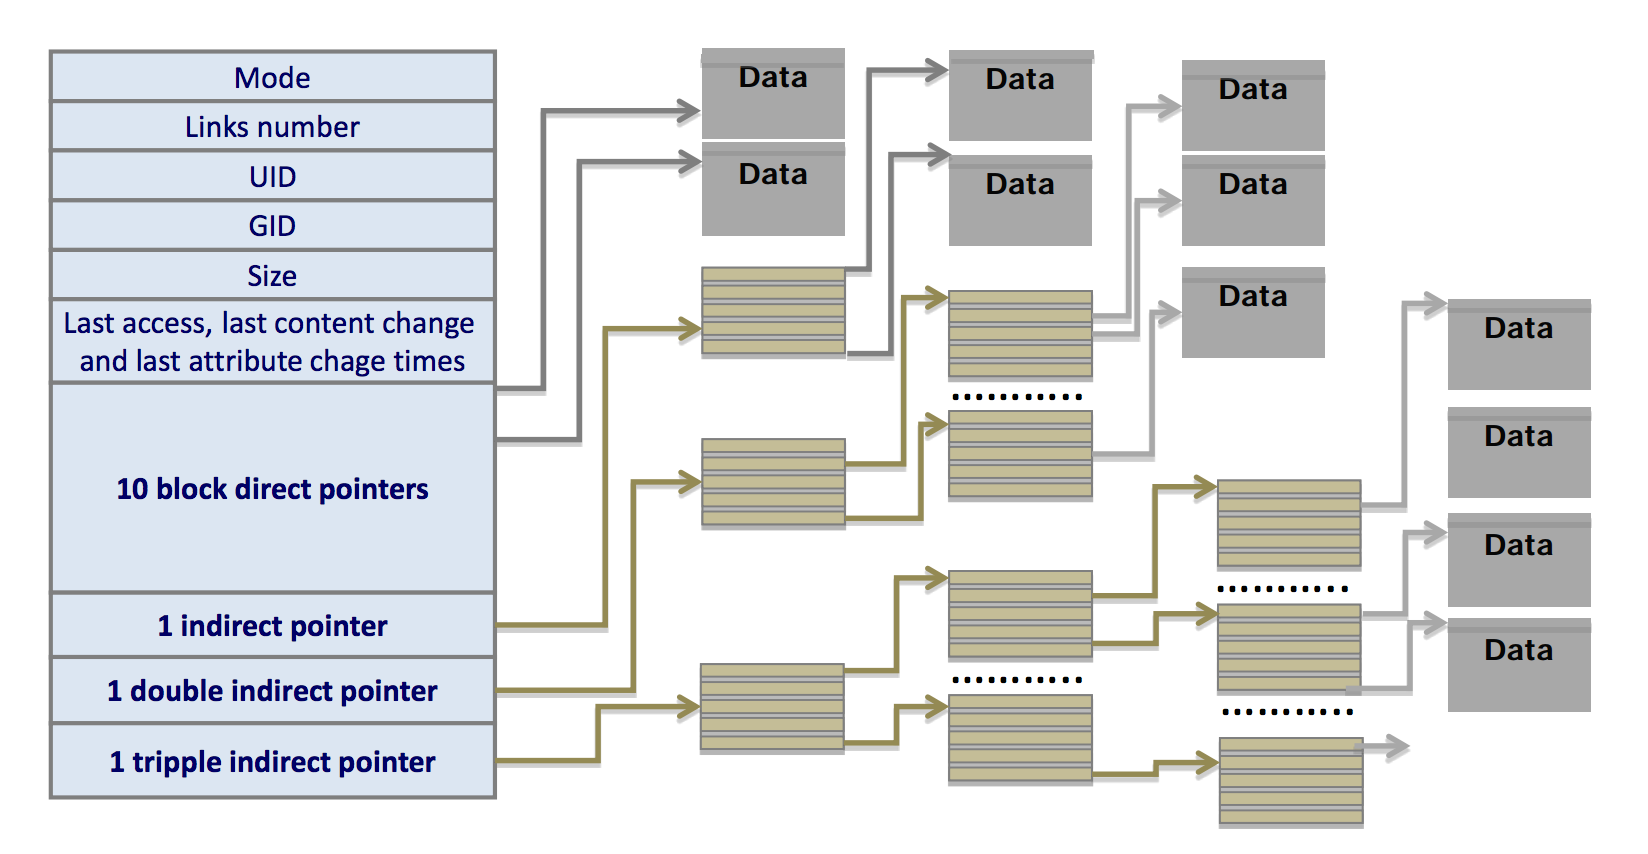 Mode
Links number
UID
GID
Size
Last access, last content change
and last attribute chage times
10 block direct pointers
1 indirect pointer
1 double indirect pointer
1 tripple indirect pointer
Data
Data
Data
Data
Data
Data
Data
...........
Data
Data
Data
Data
...........
...........
...........